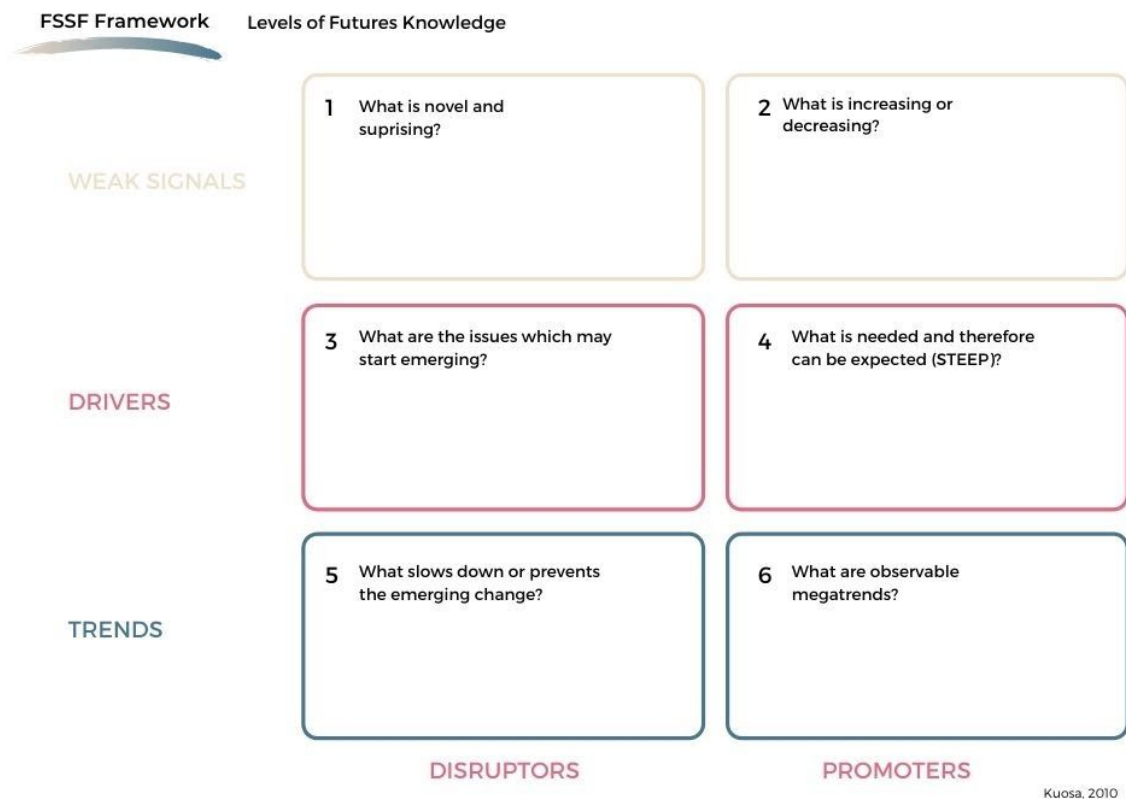 FSSF Framework
Levels of Futures Knowledge
WEAK SIGNALS
1
What is novel and
suprising?
2
What is increasing or
decreasing?
DRIVERS
3
What are the issues which may
start emerging?
4
What is needed and therefore
can be expected (STEEP)?
TRENDS
5
What slows down or prevents
the emerging change?
6
What are observable
megatrends?
DISRUPTORS
PROMOTERS
Kuosa, 2010